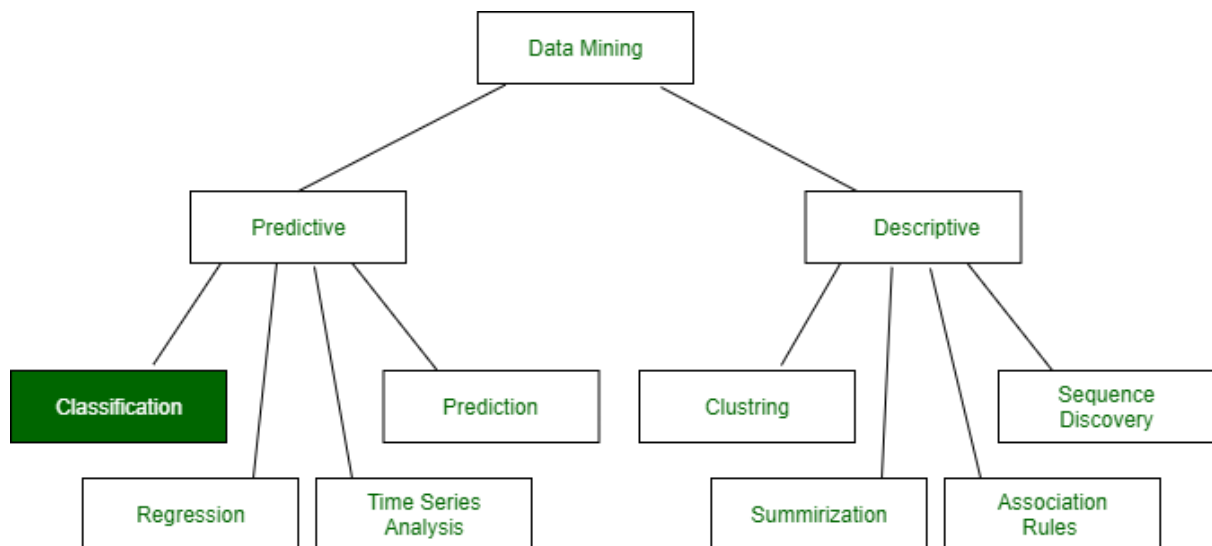 Data Mining
Predictive
Descriptive
Classification
Prediction
Clustring
Sequence
Discovery
Regression
Time Series
Analysis
Summirization
Association
Rules